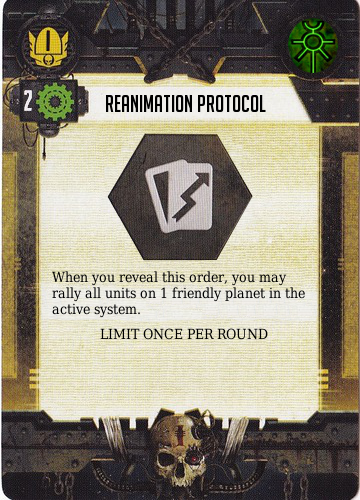 2
REANIMATION PROTOCOL
When you reveal this order, you may
rally all units on 1 friendly planet in the
active system.
LIMIT ONCE PER ROUND